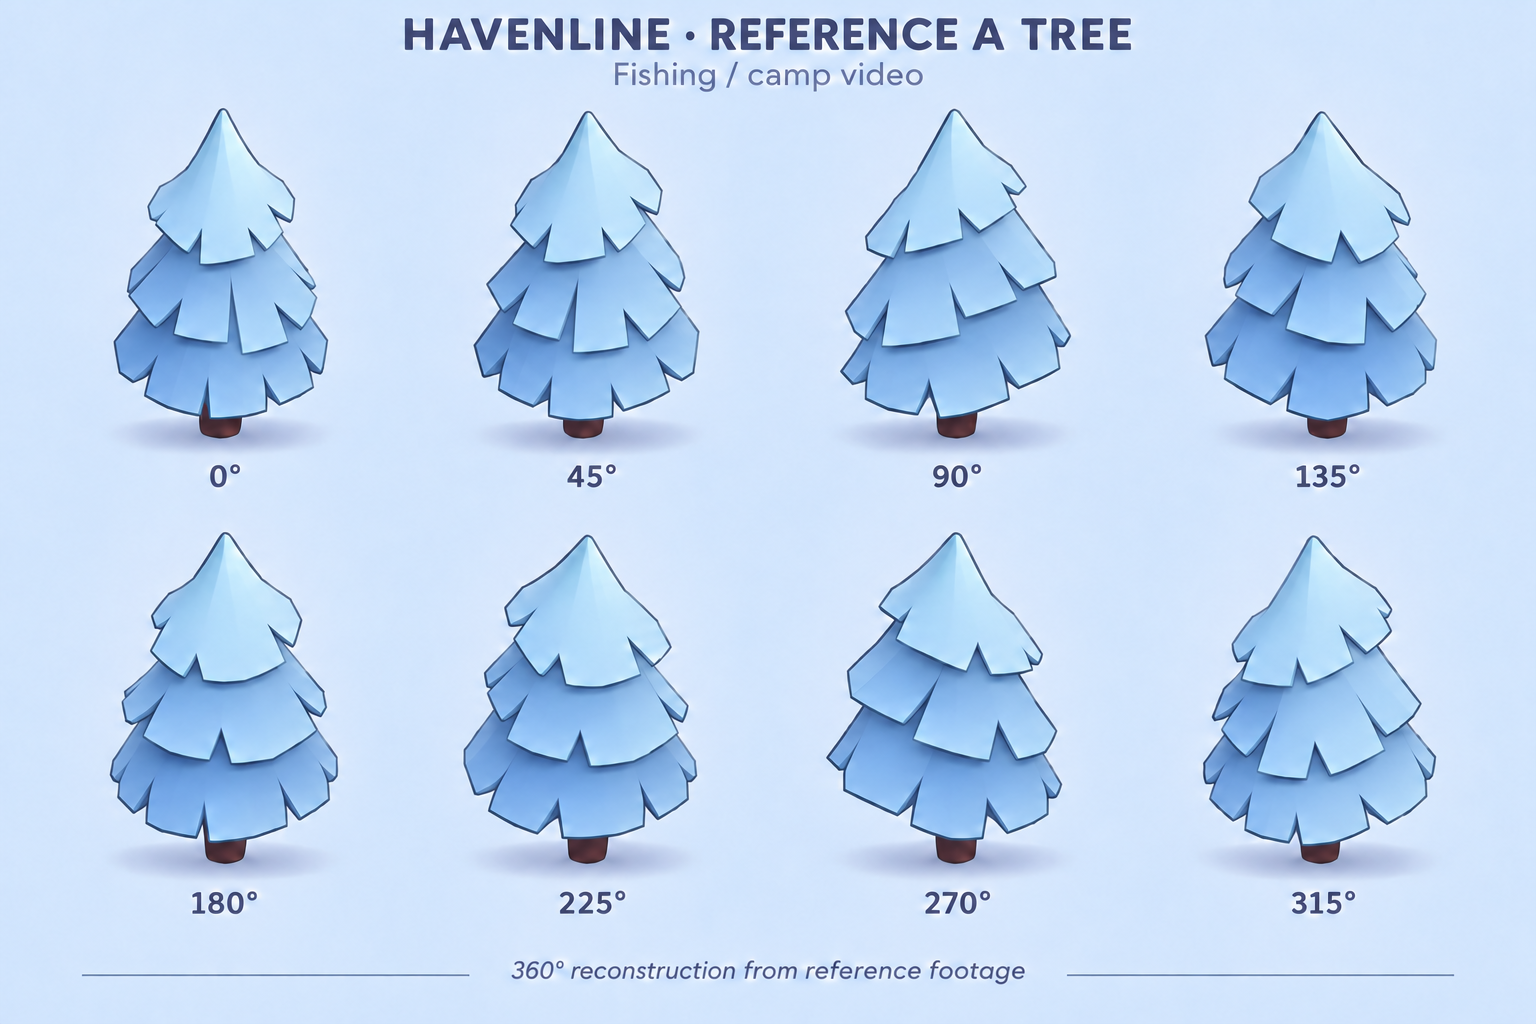 HAVENLINE · REFERENCE A TREE
Fishing / camp video
0° 45° 90° 135°
180° 225° 270° 315°
360° reconstruction from reference footage